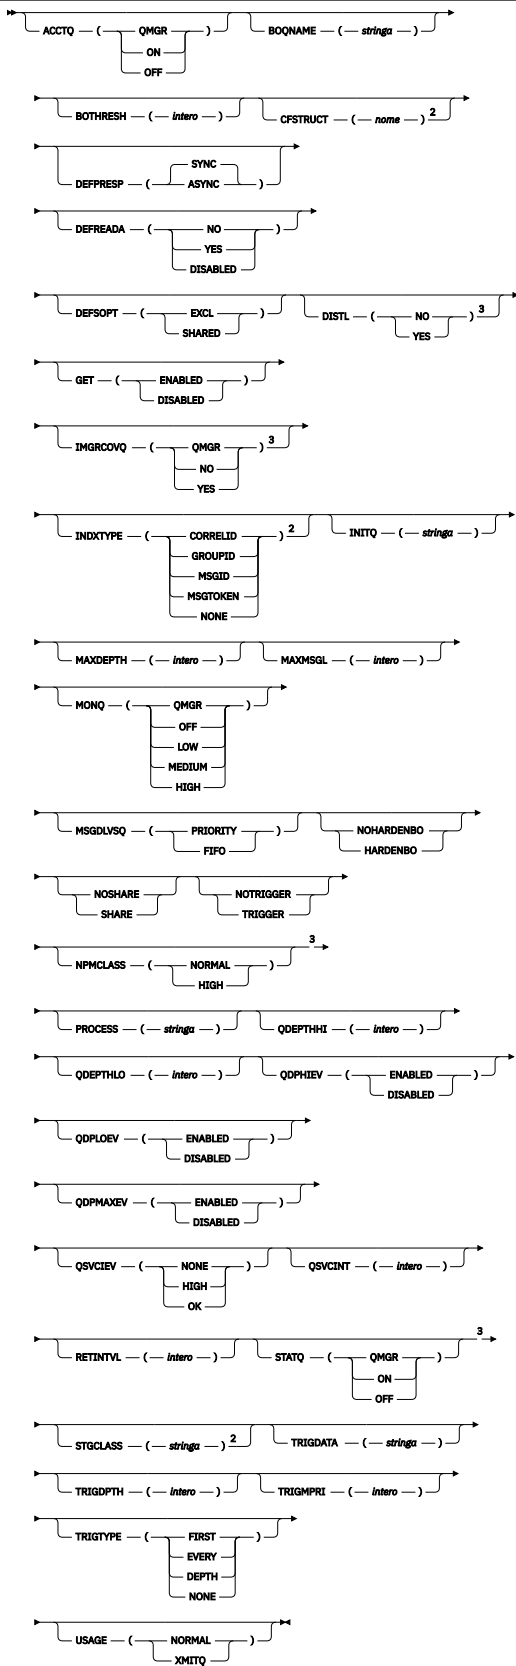 ACCTQ ( QMGR ) BOQNAME ( stringa )
ON
OFF
BOTHRESH ( intero ) CFSTRUCT ( nome ) 2
SYNC
DEFPRESP ( ASYNC )
DEFREADA ( NO )
YES
DISABLED
DEFSOPT ( EXCL ) DISTL ( NO ) 3
SHARED YES
GET ( ENABLED )
DISABLED
IMGRCOVQ ( QMGR ) 3
NO
YES
INDXTYPE ( CORRELID ) 2 INITQ ( stringa )
GROUPID
MSGID
MSGTOKEN
NONE
MAXDEPTH ( intero ) MAXMSGL ( intero )
MONQ ( QMGR )
OFF
LOW
MEDIUM
HIGH
MSGDLVSQ ( PRIORITY ) NOHARDENBO
FIFO HARDENBO
NOSHARE NOTRIGGER
SHARE TRIGGER
NPMCLASS ( NORMAL ) 3
HIGH
PROCESS ( stringa ) QDEPTHHI ( intero )
QDEPTHLO ( intero ) QDPHIEV ( ENABLED )
DISABLED
QDPLOEV ( ENABLED )
DISABLED
QDPMAXEV ( ENABLED )
DISABLED
QSVCIEV ( NONE ) QSVCINT ( intero )
HIGH
OK
RETINTVL ( intero ) STATQ ( QMGR ) 3
ON
OFF
STGCLASS ( stringa ) 2 TRIGDATA ( stringa )
TRIGDPTH ( intero ) TRIGMPRI ( intero )
TRIGTYPE ( FIRST )
EVERY
DEPTH
NONE
USAGE ( NORMAL )
XMITQ